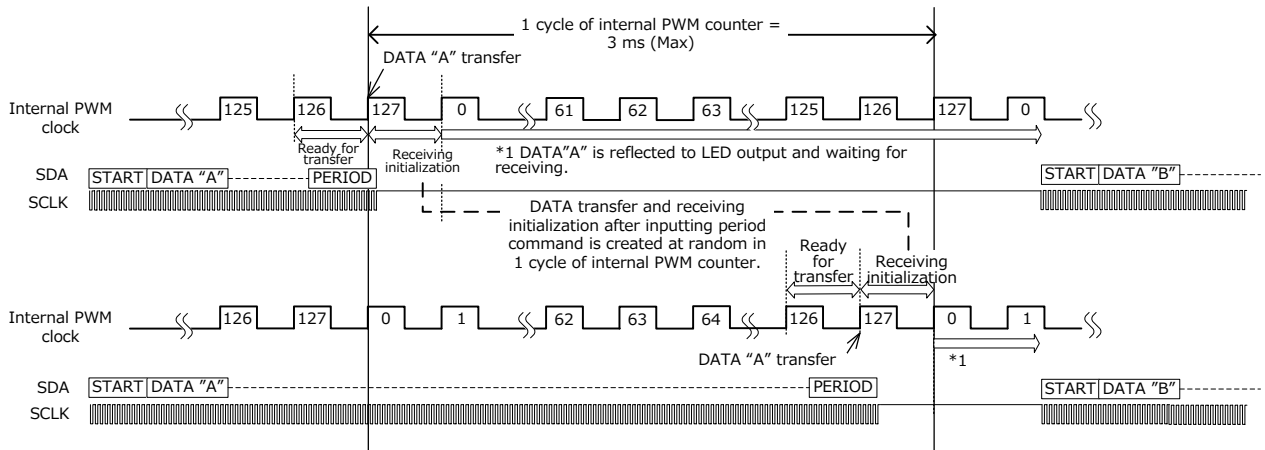 1 cycle of internal PWM counter =
3 ms (Max)
DATA “A” transfer
Internal PWM
clock
125
126
127
0
61
62
63
125
126
127
0
Ready for
transfer
Receiving
initialization
*1 DATA”A” is reflected to LED output and waiting for
receiving.
SDA
START
DATA ”A”
PERIOD
START
DATA ”B”
SCLK
DATA transfer and receiving
initialization after inputting period
command is created at random in
1 cycle of internal PWM counter.
Ready
for
transfer
Receiving
initialization
Internal PWM
clock
126
127
0
1
62
63
64
126
127
0
1
DATA “A” transfer
*1
SDA
START
DATA ”A”
PERIOD
START
DATA ”B”
SCLK